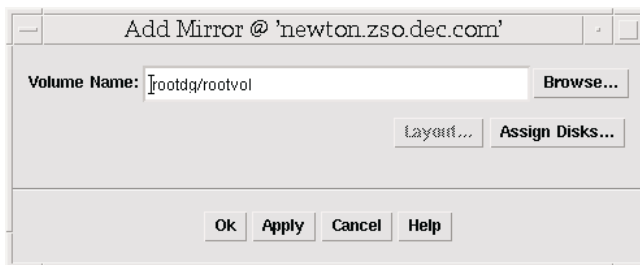 Add Mirror @ 'newton.zso.dec.com'
Volume Name: rootdg/rootvol Browse...
Layout... Assign Disks...
Ok Apply Cancel Help